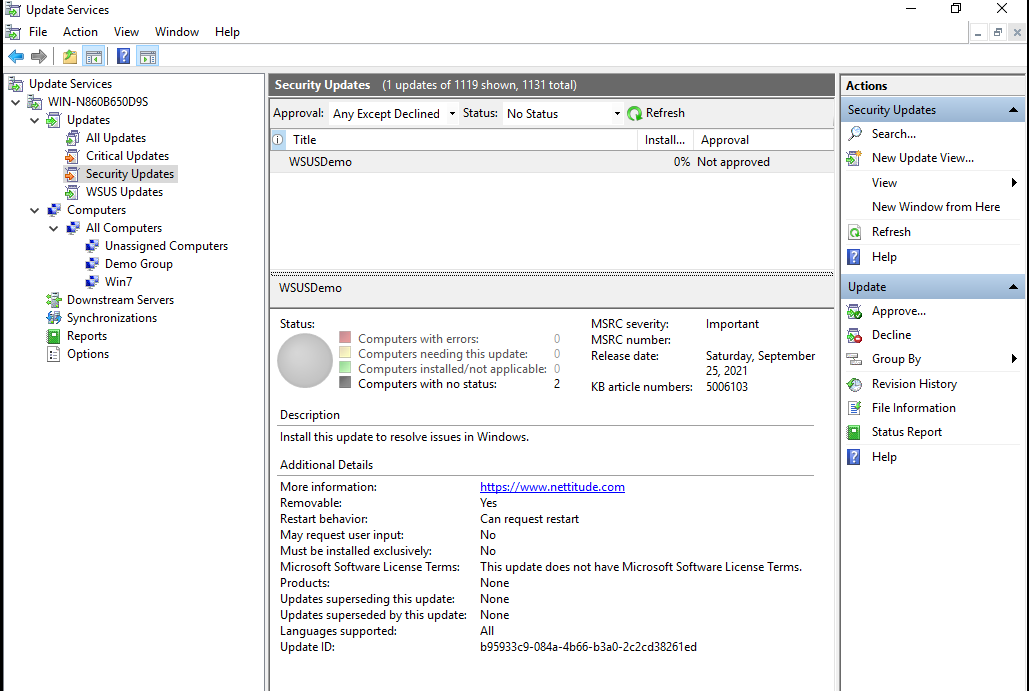 Update Services
File Action View Window Help
Update Services
WIN-N860B650D9S
Updates
All Updates
Critical Updates
Security Updates
WSUS Updates
Computers
All Computers
Unassigned Computers
Demo Group
Win7
Downstream Servers
Synchronizations
Reports
Options
Security Updates (1 updates of 1119 shown, 1131 total)
Approval: Any Except Declined Status: No Status Refresh
Title Install... Approval
WSUSDemo 0% Not approved
WSUSDemo
Status:
Computers with errors: 0
Computers needing this update: 0
Computers installed/not applicable: 0
Computers with no status: 2
MSRC severity: Important
MSRC number:
Release date: Saturday, September
25, 2021
KB article numbers: 5006103
Description
Install this update to resolve issues in Windows.
Additional Details
More information: https://www.nettitude.com
Removable: Yes
Restart behavior: Can request restart
May request user input: No
Must be installed exclusively: No
Microsoft Software License Terms: This update does not have Microsoft Software License Terms.
Products: None
Updates superseding this update: None
Updates superseded by this update: None
Languages supported: All
Update ID: b95933c9-084a-4b66-b3a0-2c2cd38261ed
Actions
Security Updates
Search...
New Update View...
View
New Window from Here
Refresh
Help
Update
Approve...
Decline
Group By
Revision History
File Information
Status Report
Help